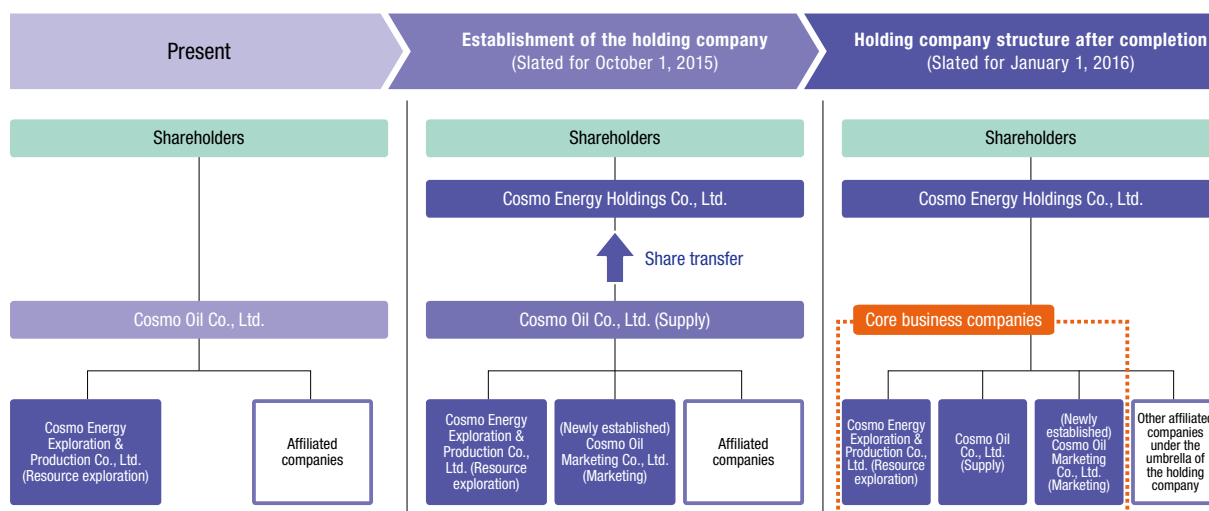 Present
Establishment of the holding company
(Slated for October 1, 2015)
Holding company structure after completion
(Slated for January 1, 2016)
Shareholders
Cosmo Oil Co., Ltd.
Cosmo Energy
Exploration &
Production Co., Ltd.
(Resource exploration)
Affiliated
companies
Shareholders
Cosmo Energy Holdings Co., Ltd.
Share transfer
Cosmo Oil Co., Ltd. (Supply)
Cosmo Energy
Exploration &
Production Co.,
Ltd. (Resource
exploration)
(Newly established)
Cosmo Oil
Marketing Co., Ltd.
(Marketing)
Affiliated
companies
Shareholders
Cosmo Energy Holdings Co., Ltd.
Core business companies
Cosmo Energy
Exploration &
Production Co.,
Ltd. (Resource
exploration)
Cosmo Oil
Co., Ltd.
(Supply)
(Newly
established)
Cosmo Oil
Marketing
Co., Ltd.
(Marketing)
Other affiliated
companies
under the
umbrella of
the holding
company